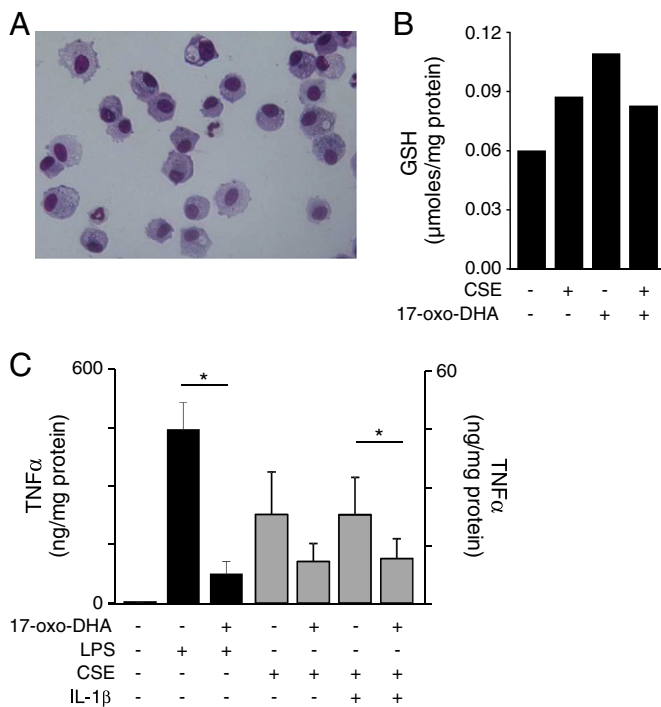 A
B
0.12
0.09
0.06
0.03
0.00
GSH
(µmoles/mg protein)
CSE - + - +
17-oxo-DHA - - + +
C
600
0
TNFα
(ng/mg protein)
60
TNFα
(ng/mg protein)
*
*
17-oxo-DHA - - + - + - +
LPS - + + - - - -
CSE - - - + + + +
IL-1β - - - - - + +